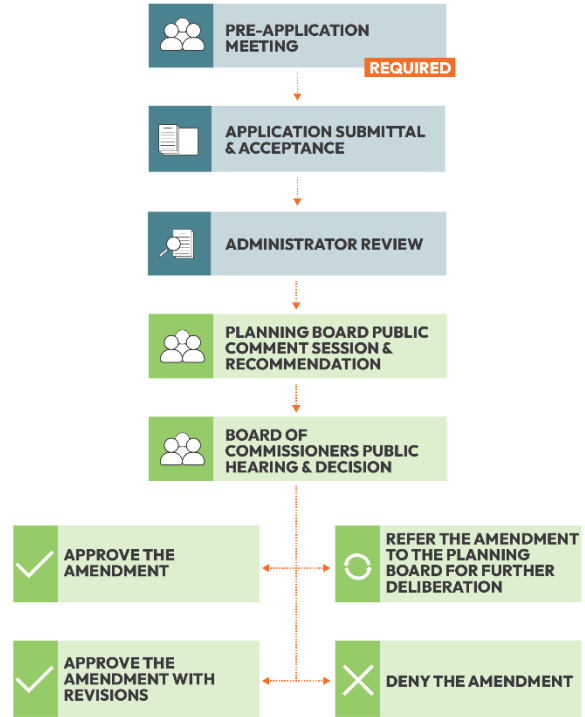 PRE-APPLICATION
MEETING
REQUIRED
APPLICATION SUBMITTAL
& ACCEPTANCE
ADMINISTRATOR REVIEW
PLANNING BOARD PUBLIC
COMMENT SESSION &
RECOMMENDATION
BOARD OF
COMMISSIONERS PUBLIC
HEARING & DECISION
APPROVE THE
AMENDMENT
REFER THE AMENDMENT
TO THE PLANNING
BOARD FOR FURTHER
DELIBERATION
APPROVE THE
AMENDMENT WITH
REVISIONS
DENY THE AMENDMENT